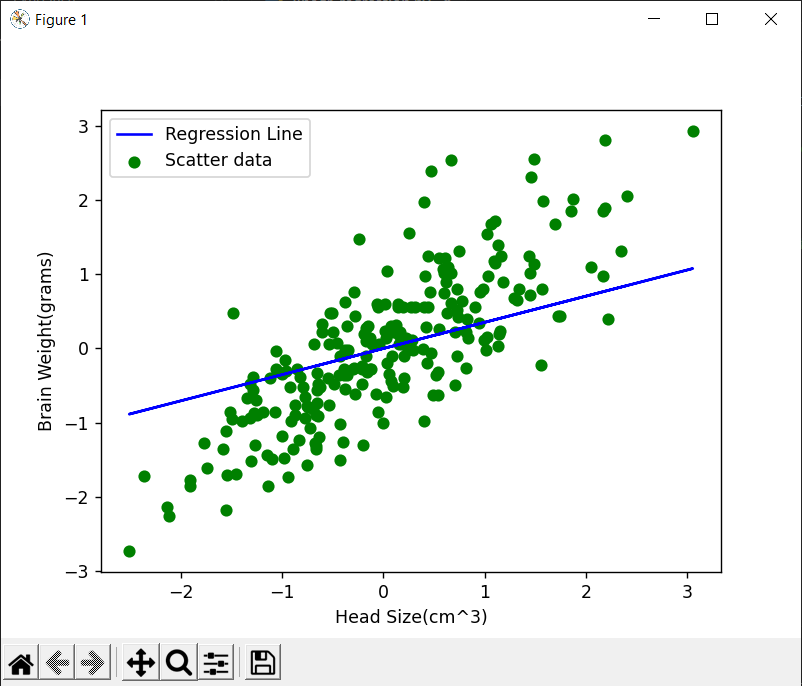 Figure 1
Regression Line
Scatter data
3
2
1
0
−1
−2
−3
Brain Weight(grams)
−2 −1 0 1 2 3
Head Size(cm^3)